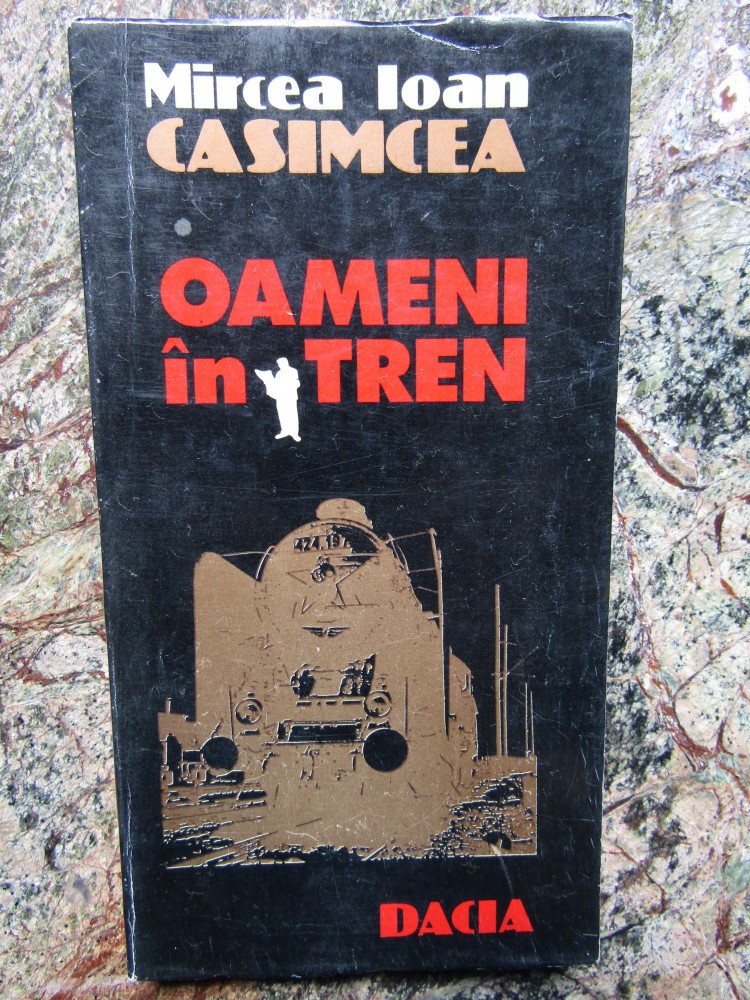 Mircea Ioan
CASIMCEA
OAMENI
în TREN
DACIA